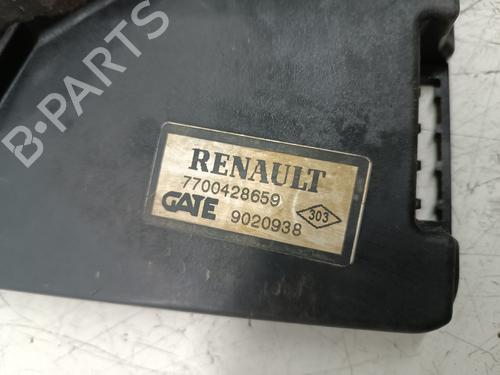 B-PARTS
RENAULT
7700428659
GATE 9020938
303